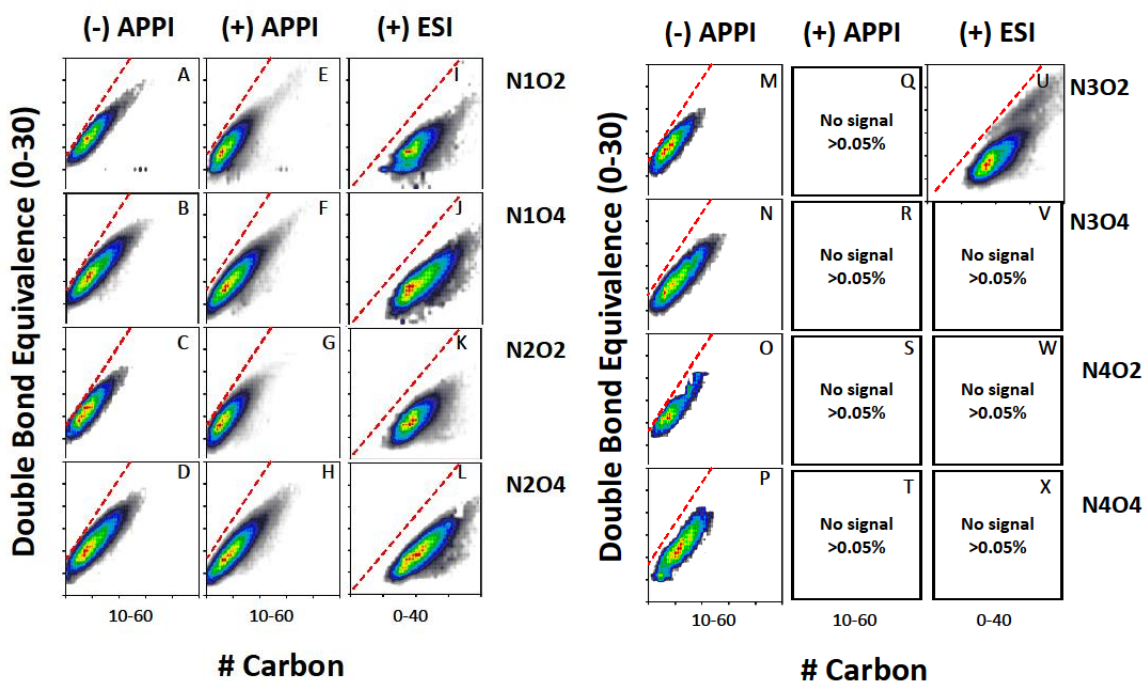 (-) APPI (+) APPI (+) ESI
Double Bond Equivalence (0-30)
A E I N1O2
B F J N1O4
C G K N2O2
D H L N2O4
10-60 10-60 0-40
# Carbon
(-) APPI (+) APPI (+) ESI
Double Bond Equivalence (0-30)
M Q U N3O2
No signal
>0.05%
N R V N3O4
No signal No signal
>0.05% >0.05%
O S W N4O2
No signal No signal
>0.05% >0.05%
P T X N4O4
No signal No signal
>0.05% >0.05%
10-60 10-60 0-40
# Carbon